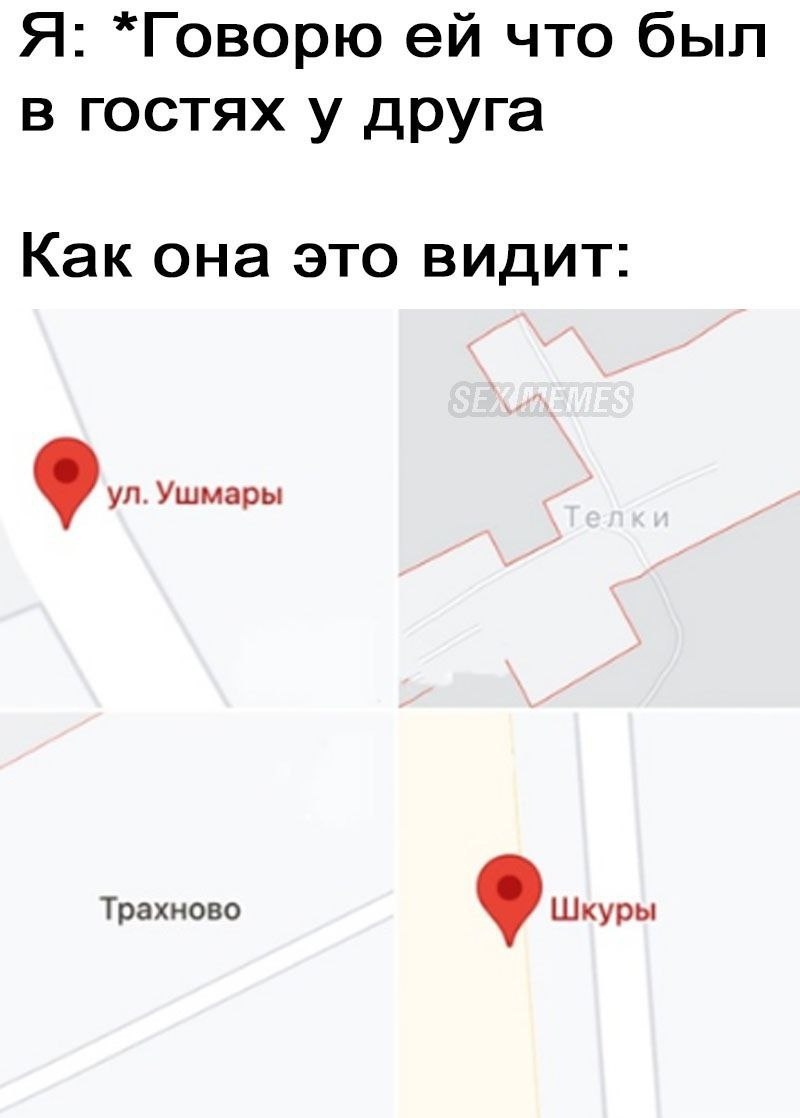 Я: *Говорю ей что был
в гостях у друга
Как она это видит:
SEX MEMES
ул. Ушмары
Телки
Трахново
Шкуры